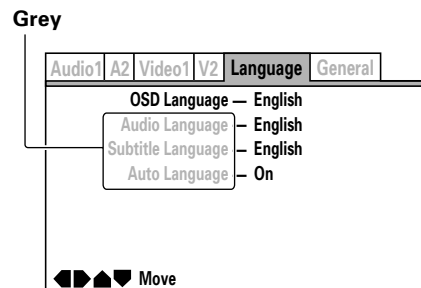 Grey
Audio1 A2 Video1 V2 Language General
OSD Language — English
Audio Language – English
Subtitle Language – English
Auto Language – On
Move